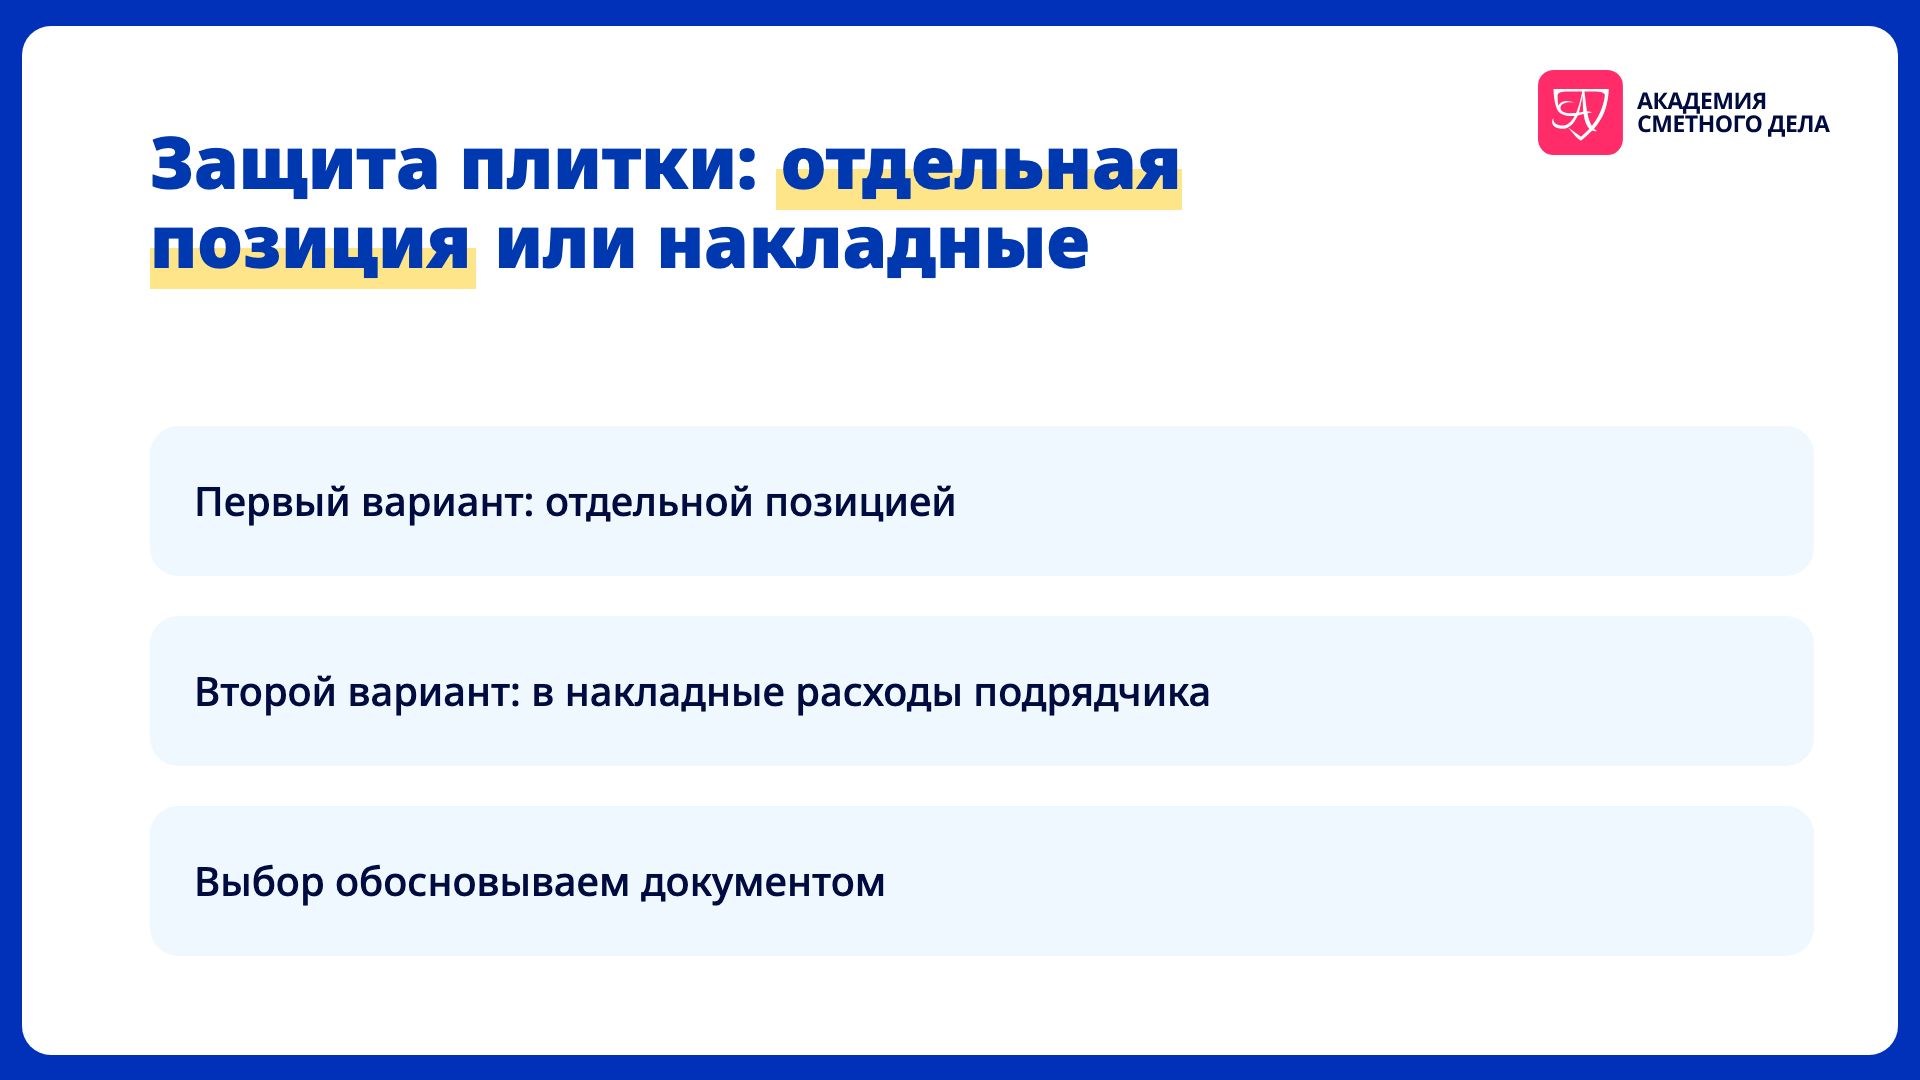 АКАДЕМИЯ
СМЕТНОГО ДЕЛА
Защита плитки: отдельная
позиция или накладные
Первый вариант: отдельной позицией
Второй вариант: в накладные расходы подрядчика
Выбор обосновываем документом